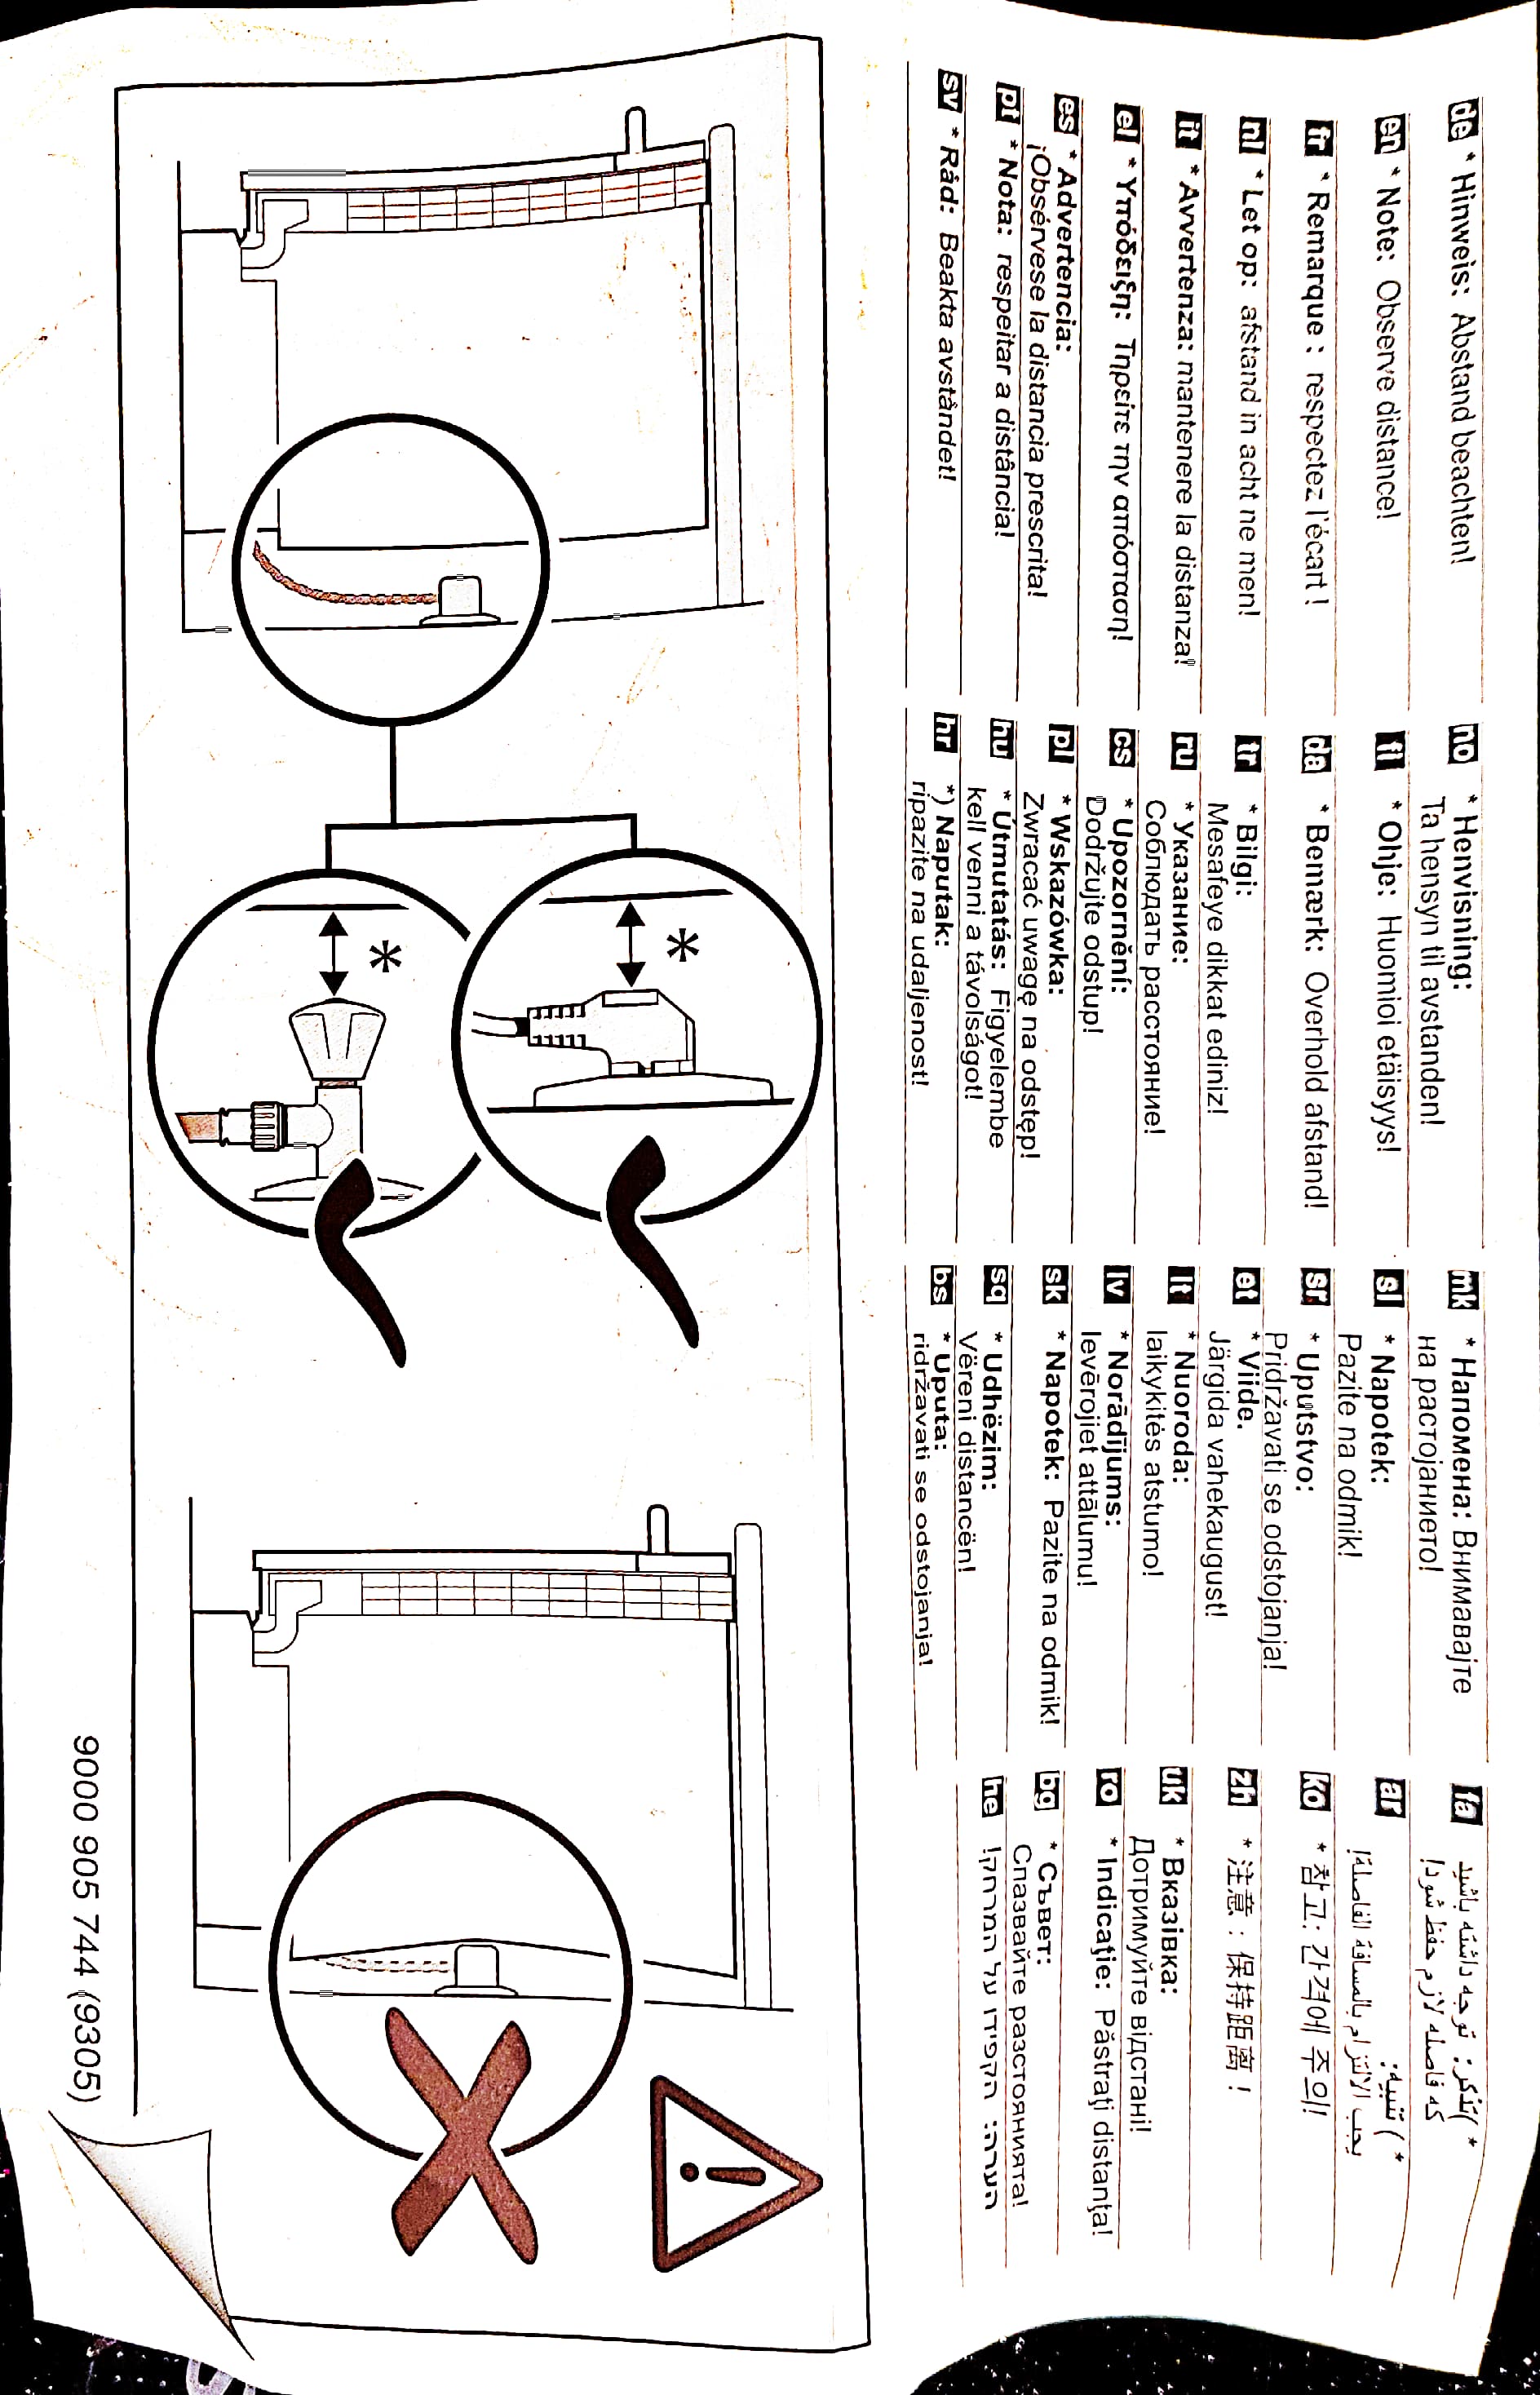 de * Hinweis: Abstand beachten!
en * Note: Observe distance!
fr * Remarque : respectez l'écart !
nl * Let op: afstand in acht ne men!
it * Avvertenza: mantenere la distanza!
el * Υπόδειξη: Τηρείτε την απόσταση!
es * Advertencia:
¡Obsérvese la distancia prescrita!
pt * Nota: respeitar a distância!
sv * Råd: Beakta avståndet!
no * Henvisning:
Ta hensyn til avstanden!
fi * Ohje: Huomioi etäisyys!
da * Bemærk: Overhold afstand!
tr * Bilgi:
Mesafeye dikkat ediniz!
ru * Указание:
Соблюдать расстояние!
cs * Upozornění:
Dodržujte odstup!
pl * Wskazówka:
Zwracać uwagę na odstęp!
hu * Útmutatás: Figyelembe
kell venni a távolságot!
hr *) Naputak:
ripazite na udaljenost!
mk * Напомена: Внимавајте
на растојанието!
sl * Napotek:
Pazite na odmik!
sr * Uputstvo:
Pridržavati se odstojanja!
et * Viide.
Järgida vahekaugust!
lt * Nuoroda:
laikykitės atstumo!
lv * Norādījums:
Ievērojiet attālumu!
sk * Napotek: Pazite na odmik!
sq * Udhëzim:
Vëreni distancën!
bs * Uputa:
ridržavati se odstojanja!
fa * )تذکر: توجه داشته باشید
که فاصله لازم حفظ شود!
ar * ) تنبيه:
يجب الالتزام بالمسافة الفاصلة!
ko * 참고: 간격에 주의!
zh * 注意：保持距离！
uk * Вказівка:
Дотримуйте відстані!
ro * Indicaţie: Păstraţi distanţa!
bg * Съвет:
Спазвайте разстоянията!
he הערה: הקפידו על המרחק!
*
*
9000 905 744 (9305)